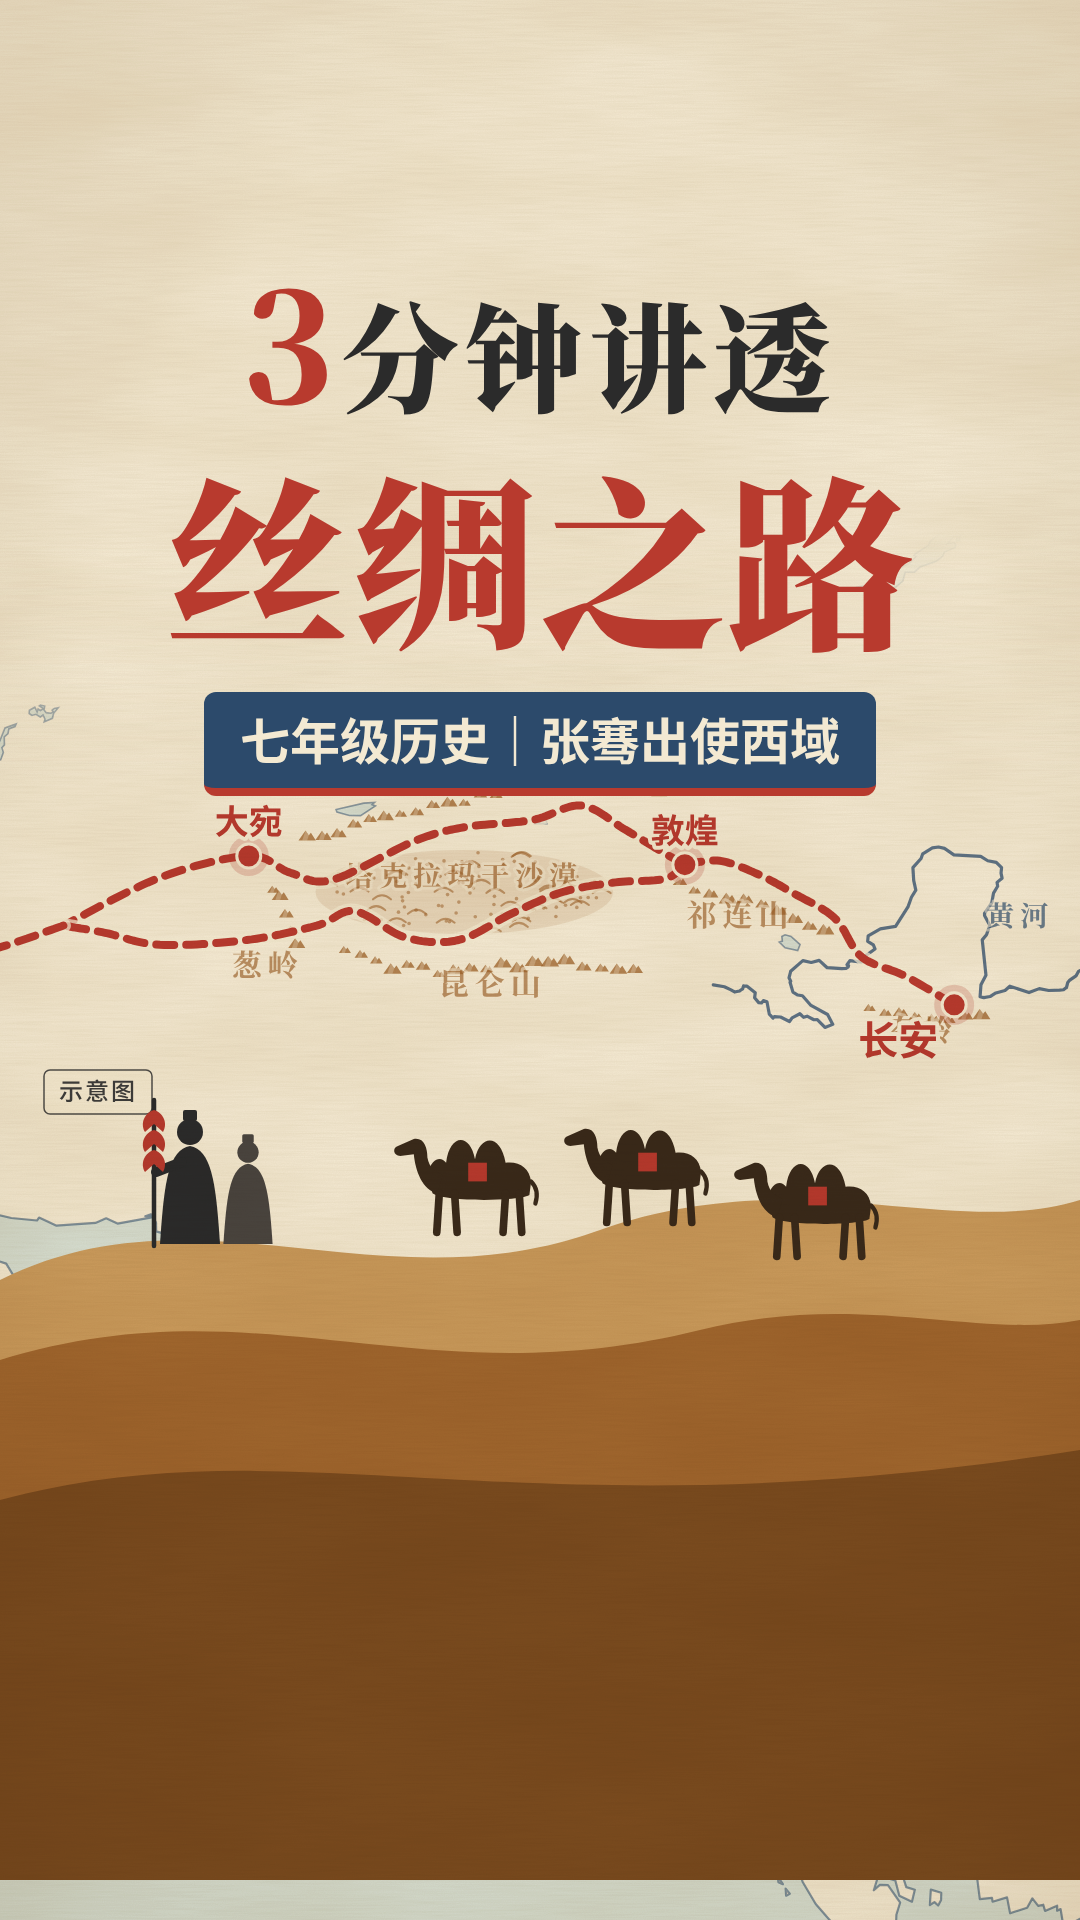 3分钟讲透
丝绸之路
七年级历史｜张骞出使西域
大宛
敦煌
塔克拉玛干沙漠
祁连山
黄河
葱岭
昆仑山
长安
示意图